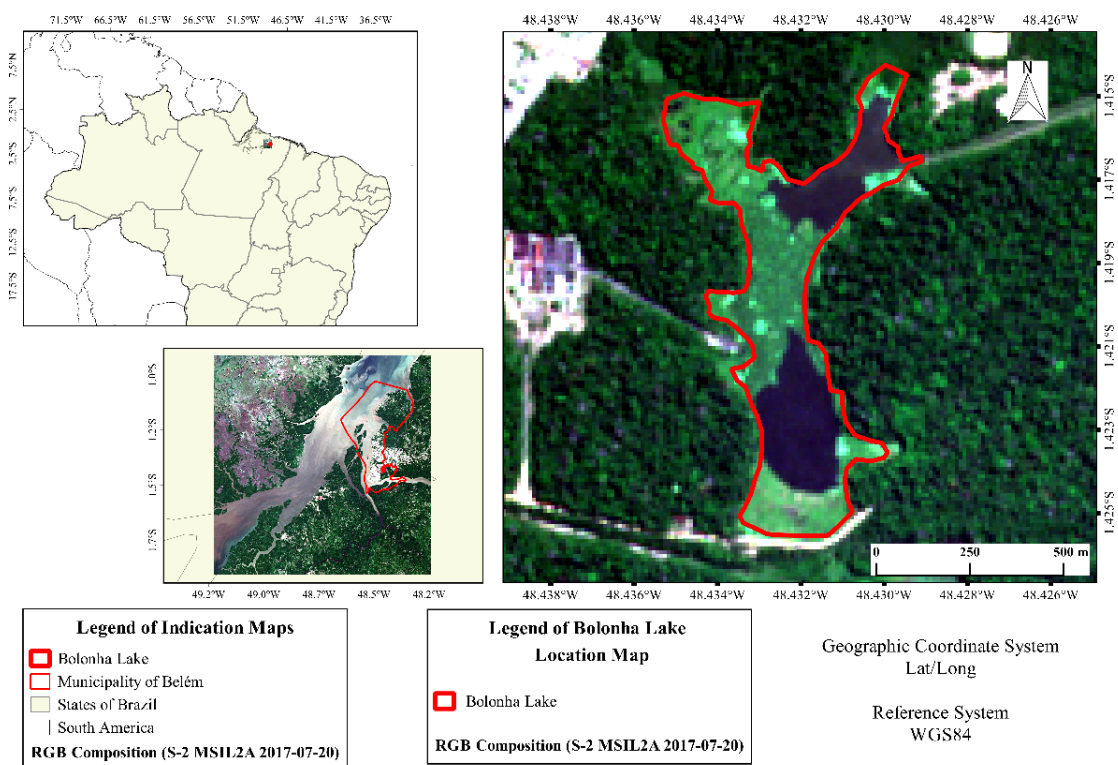 71.5°W 66.5°W 61.5°W 56.5°W 51.5°W 46.5°W 41.5°W 36.5°W
7.5°N
2.5°N
7.5°S
12.5°S
17.5°S
48.438°W 48.436°W 48.434°W 48.432°W 48.430°W 48.428°W 48.426°W
N
1.415°S
1.417°S
1.419°S
1.421°S
1.423°S
1.425°S
0 250 500 m
48.438°W 48.436°W 48.434°W 48.432°W 48.430°W 48.428°W 48.426°W
1.0°S
1.2°S
1.5°S
1.7°S
49.2°W 49.0°W 48.7°W 48.5°W 48.2°W
Legend of Indication Maps
Bolonha Lake
Municipality of Belém
States of Brazil
South America
RGB Composition (S-2 MSIL2A 2017-07-20)
Legend of Bolonha Lake
Location Map
Bolonha Lake
RGB Composition (S-2 MSIL2A 2017-07-20)
Geographic Coordinate System
Lat/Long
Reference System
WGS84